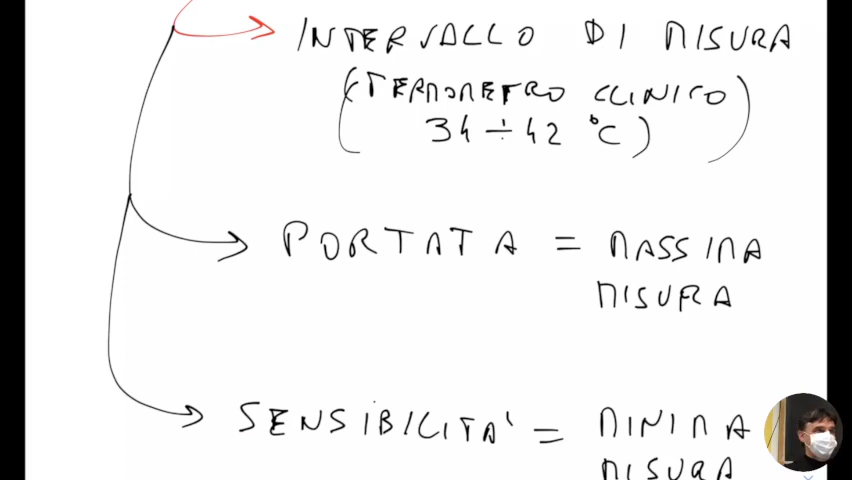 INTERVALLO DI MISURA
(TERMOMETRO CLINICO
34 ÷ 42 °C)
PORTATA = MASSIMA
MISURA
SENSIBILITA' = MINIMA
MISURA